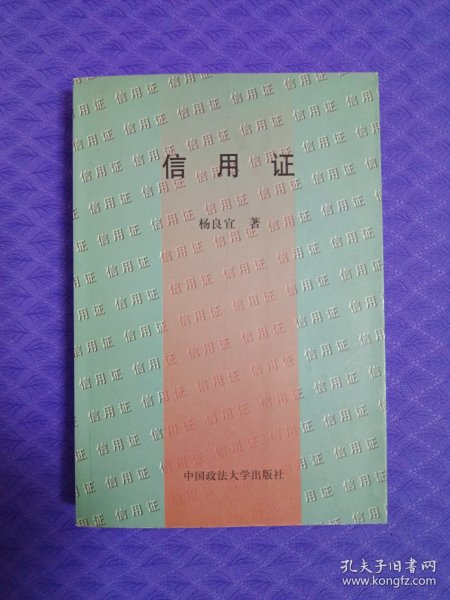 信用证
杨良宜 著
中国政法大学出版社
孔夫子旧书网
www.kongfz.com